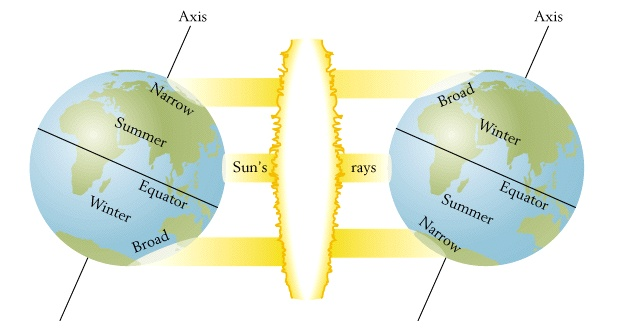 Axis
Narrow
Summer
Sun's
Equator
Winter
Broad
Axis
Broad
Winter
rays
Equator
Summer
Narrow